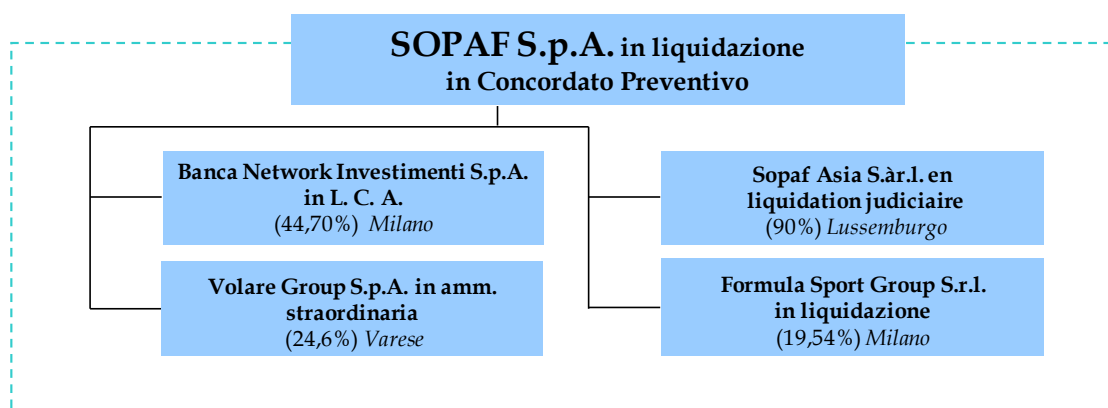 SOPAF S.p.A. in liquidazione
in Concordato Preventivo
Banca Network Investimenti S.p.A.
in L. C. A.
(44,70%) Milano
Volare Group S.p.A. in amm.
straordinaria
(24,6%) Varese
Sopaf Asia S.àr.l. en
liquidation judiciaire
(90%) Lussemburgo
Formula Sport Group S.r.l.
in liquidazione
(19,54%) Milano